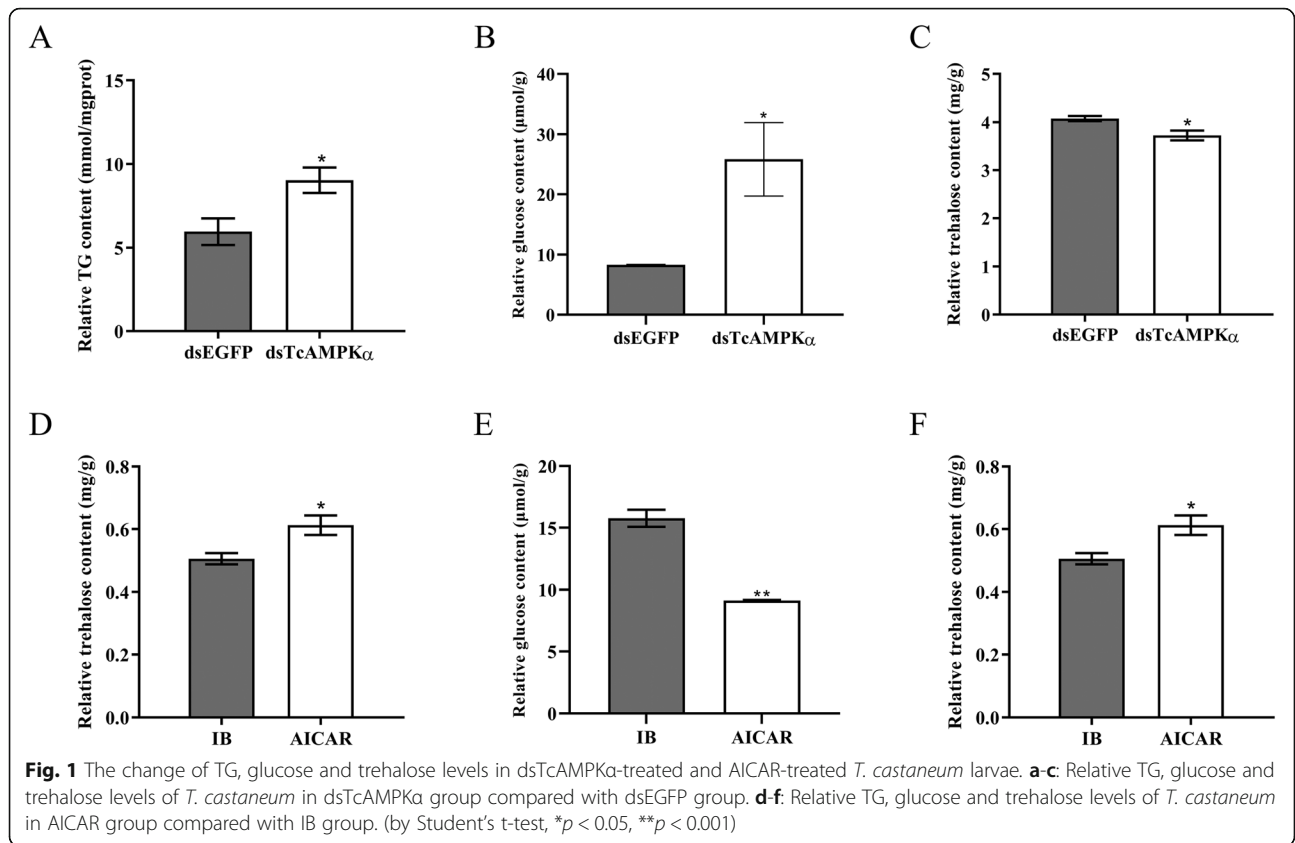 A
Relative TG content (mmol/mgprot)
15
10
5
0
*
dsEGFP dsTcAMPKα
B
Relative glucose content (μmol/g)
40
30
20
10
0
*
dsEGFP dsTcAMPKα
C
Relative trehalose content (mg/g)
5
4
3
2
1
0
*
dsEGFP dsTcAMPKα
D
Relative trehalose content (mg/g)
0.8
0.6
0.4
0.2
0.0
*
IB AICAR
E
Relative glucose content (μmol/g)
20
15
10
5
0
**
IB AICAR
F
Relative trehalose content (mg/g)
0.8
0.6
0.4
0.2
0.0
*
IB AICAR
Fig. 1 The change of TG, glucose and trehalose levels in dsTcAMPKα-treated and AICAR-treated T. castaneum larvae. a-c: Relative TG, glucose and
trehalose levels of T. castaneum in dsTcAMPKα group compared with dsEGFP group. d-f: Relative TG, glucose and trehalose levels of T. castaneum
in AICAR group compared with IB group. (by Student's t-test, *p < 0.05, **p < 0.001)